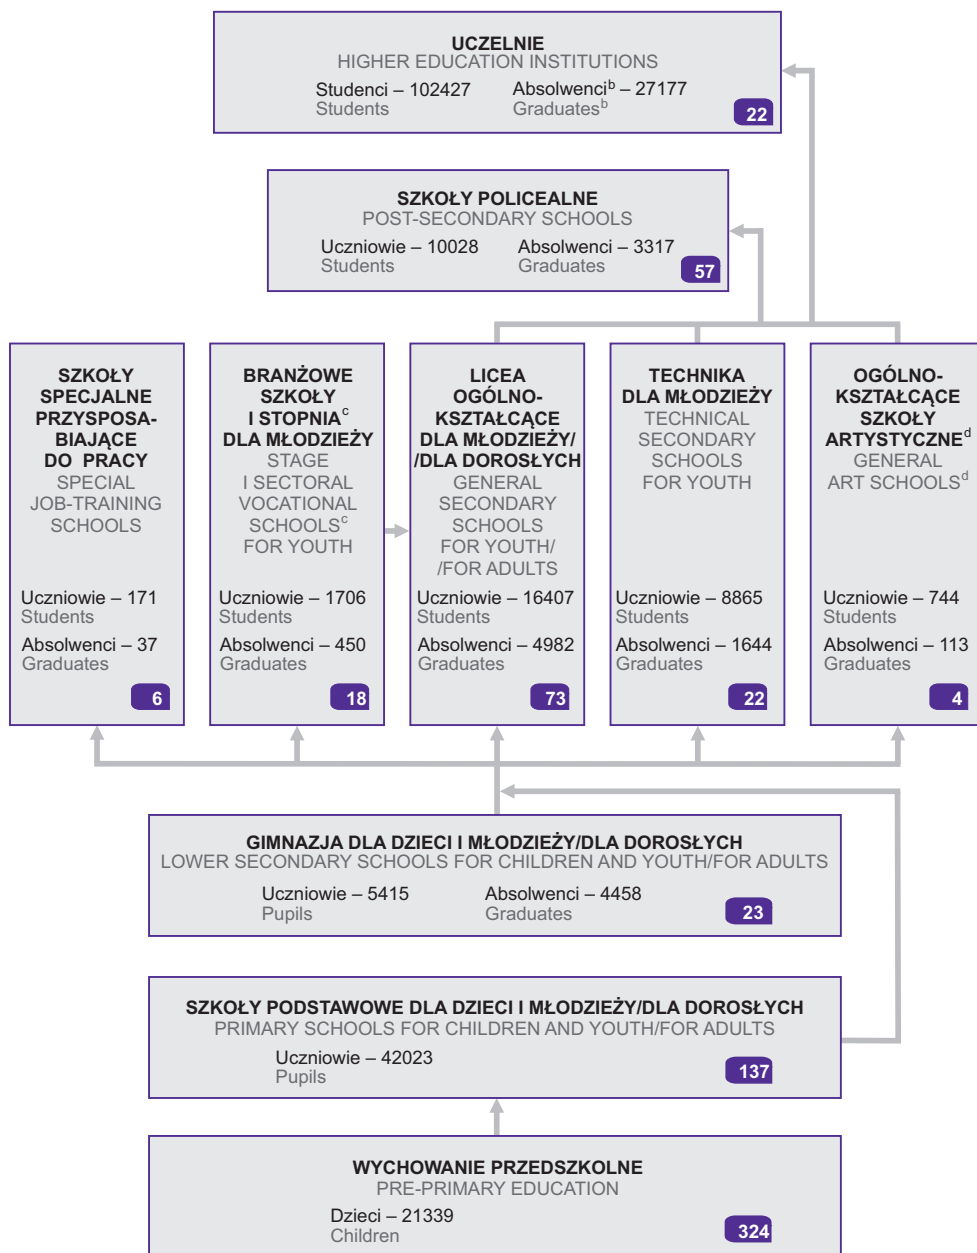 UCZELNIE
HIGHER EDUCATION INSTITUTIONS
Studenci – 102427 Absolwenciᵇ – 27177
Students Graduatesᵇ
22
SZKOŁY POLICEALNE
POST-SECONDARY SCHOOLS
Uczniowie – 10028 Absolwenci – 3317
Students Graduates
57
SZKOŁY
SPECJALNE
PRZYSPOSA-
BIAJĄCE
DO PRACY
SPECIAL
JOB-TRAINING
SCHOOLS
Uczniowie – 171
Students
Absolwenci – 37
Graduates
6
BRANŻOWE
SZKOŁY
I STOPNIAᶜ
DLA MŁODZIEŻY
STAGE
I SECTORAL
VOCATIONAL
SCHOOLSᶜ
FOR YOUTH
Uczniowie – 1706
Students
Absolwenci – 450
Graduates
18
LICEA
OGÓLNO-
KSZTAŁCĄCE
DLA MŁODZIEŻY/
/DLA DOROSŁYCH
GENERAL
SECONDARY
SCHOOLS
FOR YOUTH/
/FOR ADULTS
Uczniowie – 16407
Students
Absolwenci – 4982
Graduates
73
TECHNIKA
DLA MŁODZIEŻY
TECHNICAL
SECONDARY
SCHOOLS
FOR YOUTH
Uczniowie – 8865
Students
Absolwenci – 1644
Graduates
22
OGÓLNO-
KSZTAŁCĄCE
SZKOŁY
ARTYSTYCZNEᵈ
GENERAL
ART SCHOOLSᵈ
Uczniowie – 744
Students
Absolwenci – 113
Graduates
4
GIMNAZJA DLA DZIECI I MŁODZIEŻY/DLA DOROSŁYCH
LOWER SECONDARY SCHOOLS FOR CHILDREN AND YOUTH/FOR ADULTS
Uczniowie – 5415 Absolwenci – 4458
Pupils Graduates
23
SZKOŁY PODSTAWOWE DLA DZIECI I MŁODZIEŻY/DLA DOROSŁYCH
PRIMARY SCHOOLS FOR CHILDREN AND YOUTH/FOR ADULTS
Uczniowie – 42023
Pupils
137
WYCHOWANIE PRZEDSZKOLNE
PRE-PRIMARY EDUCATION
Dzieci – 21339
Children
324